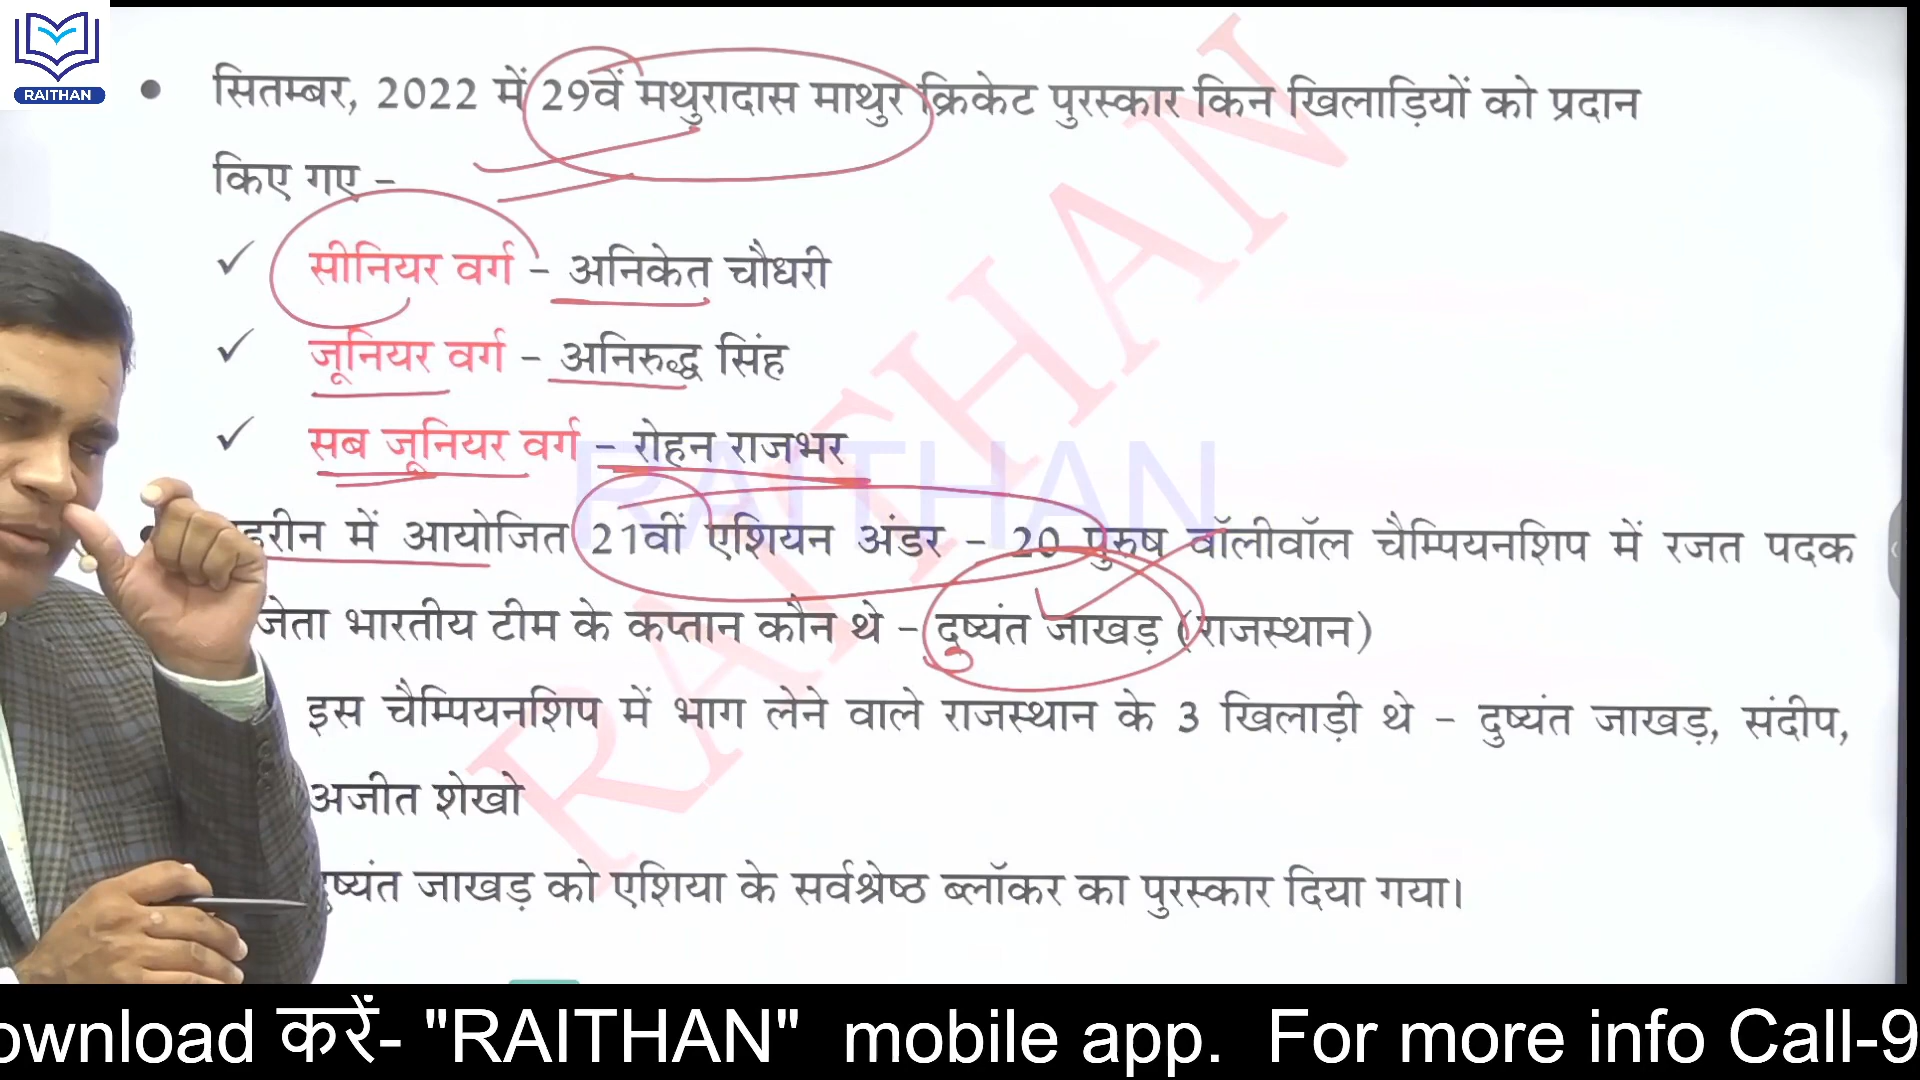 RAITHAN
• सितम्बर, 2022 में 29वें मथुरादास माथुर क्रिकेट पुरस्कार किन खिलाड़ियों को प्रदान
किए गए -
✓ सीनियर वर्ग - अनिकेत चौधरी
✓ जूनियर वर्ग - अनिरुद्ध सिंह
✓ सब जूनियर वर्ग - रोहन राजभर
RAITHAN
RAITHAN
में आयोजित 21वीं एशियन अंडर - 20 पुरुष वॉलीवॉल चैम्पियनशिप में रजत पदक
जेता भारतीय टीम के कप्तान कौन थे - दुष्यंत जाखड़ (राजस्थान)
इस चैम्पियनशिप में भाग लेने वाले राजस्थान के 3 खिलाड़ी थे - दुष्यंत जाखड़, संदीप,
अजीत शेखो
दुष्यंत जाखड़ को एशिया के सर्वश्रेष्ठ ब्लॉकर का पुरस्कार दिया गया।
ownload करें- "RAITHAN" mobile app. For more info Call-9